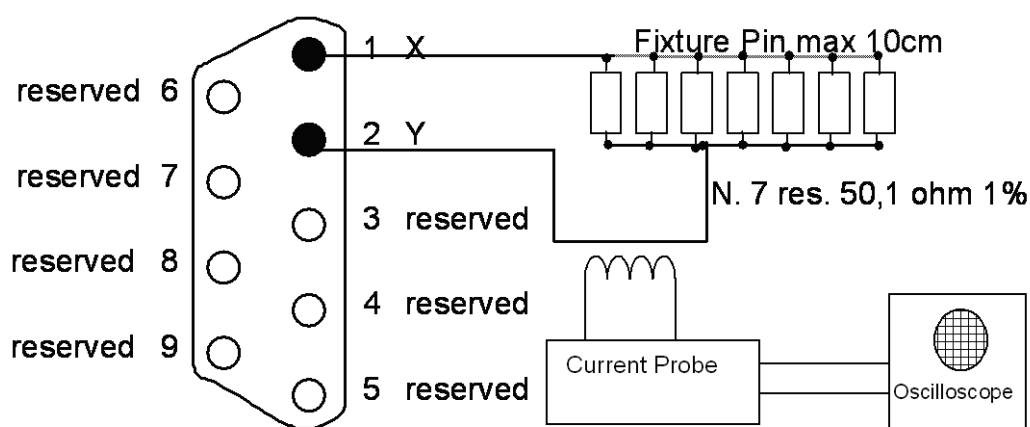 1 X
Fixture Pin max 10cm
reserved 6
2 Y
reserved 7
N. 7 res. 50,1 ohm 1%
3 reserved
reserved 8
4 reserved
reserved 9
Current Probe
5 reserved
Oscilloscope